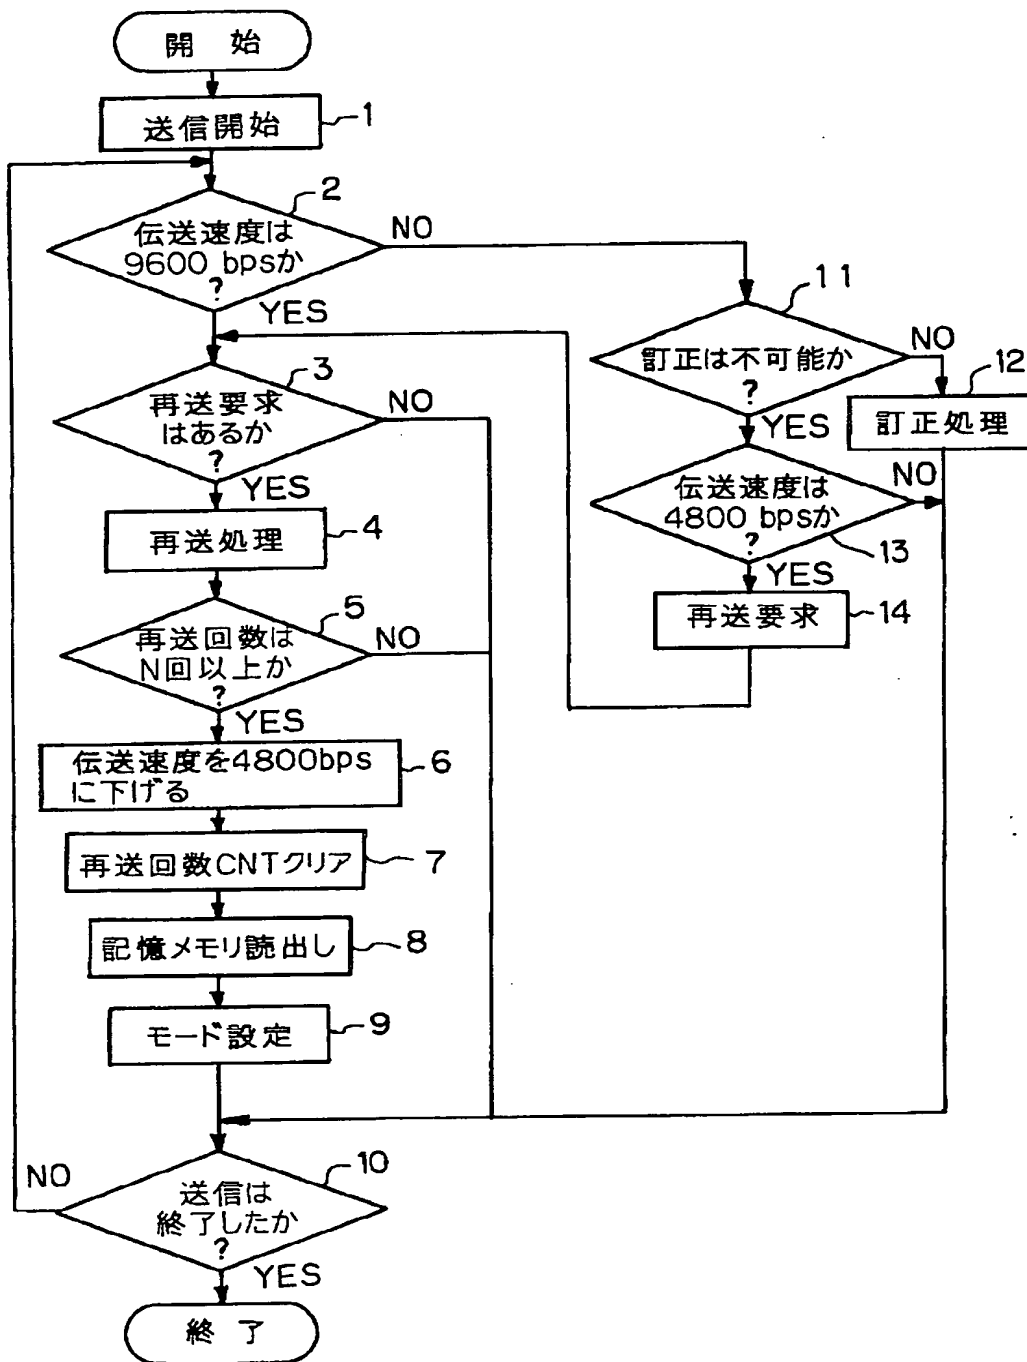 開 始
送信開始
1
伝送速度は
9600 bpsか
?
2
NO
YES
再送要求
はあるか
?
3
NO
YES
再送処理
4
再送回数は
N回以上か
?
5
NO
YES
伝送速度を4800bps
に下げる
6
再送回数CNTクリア
7
記憶メモリ読出し
8
モード設定
9
送信は
終了したか
?
10
NO
YES
終 了
訂正は不可能か
?
11
NO
YES
訂正処理
12
伝送速度は
4800 bpsか
?
13
NO
YES
再送要求
14